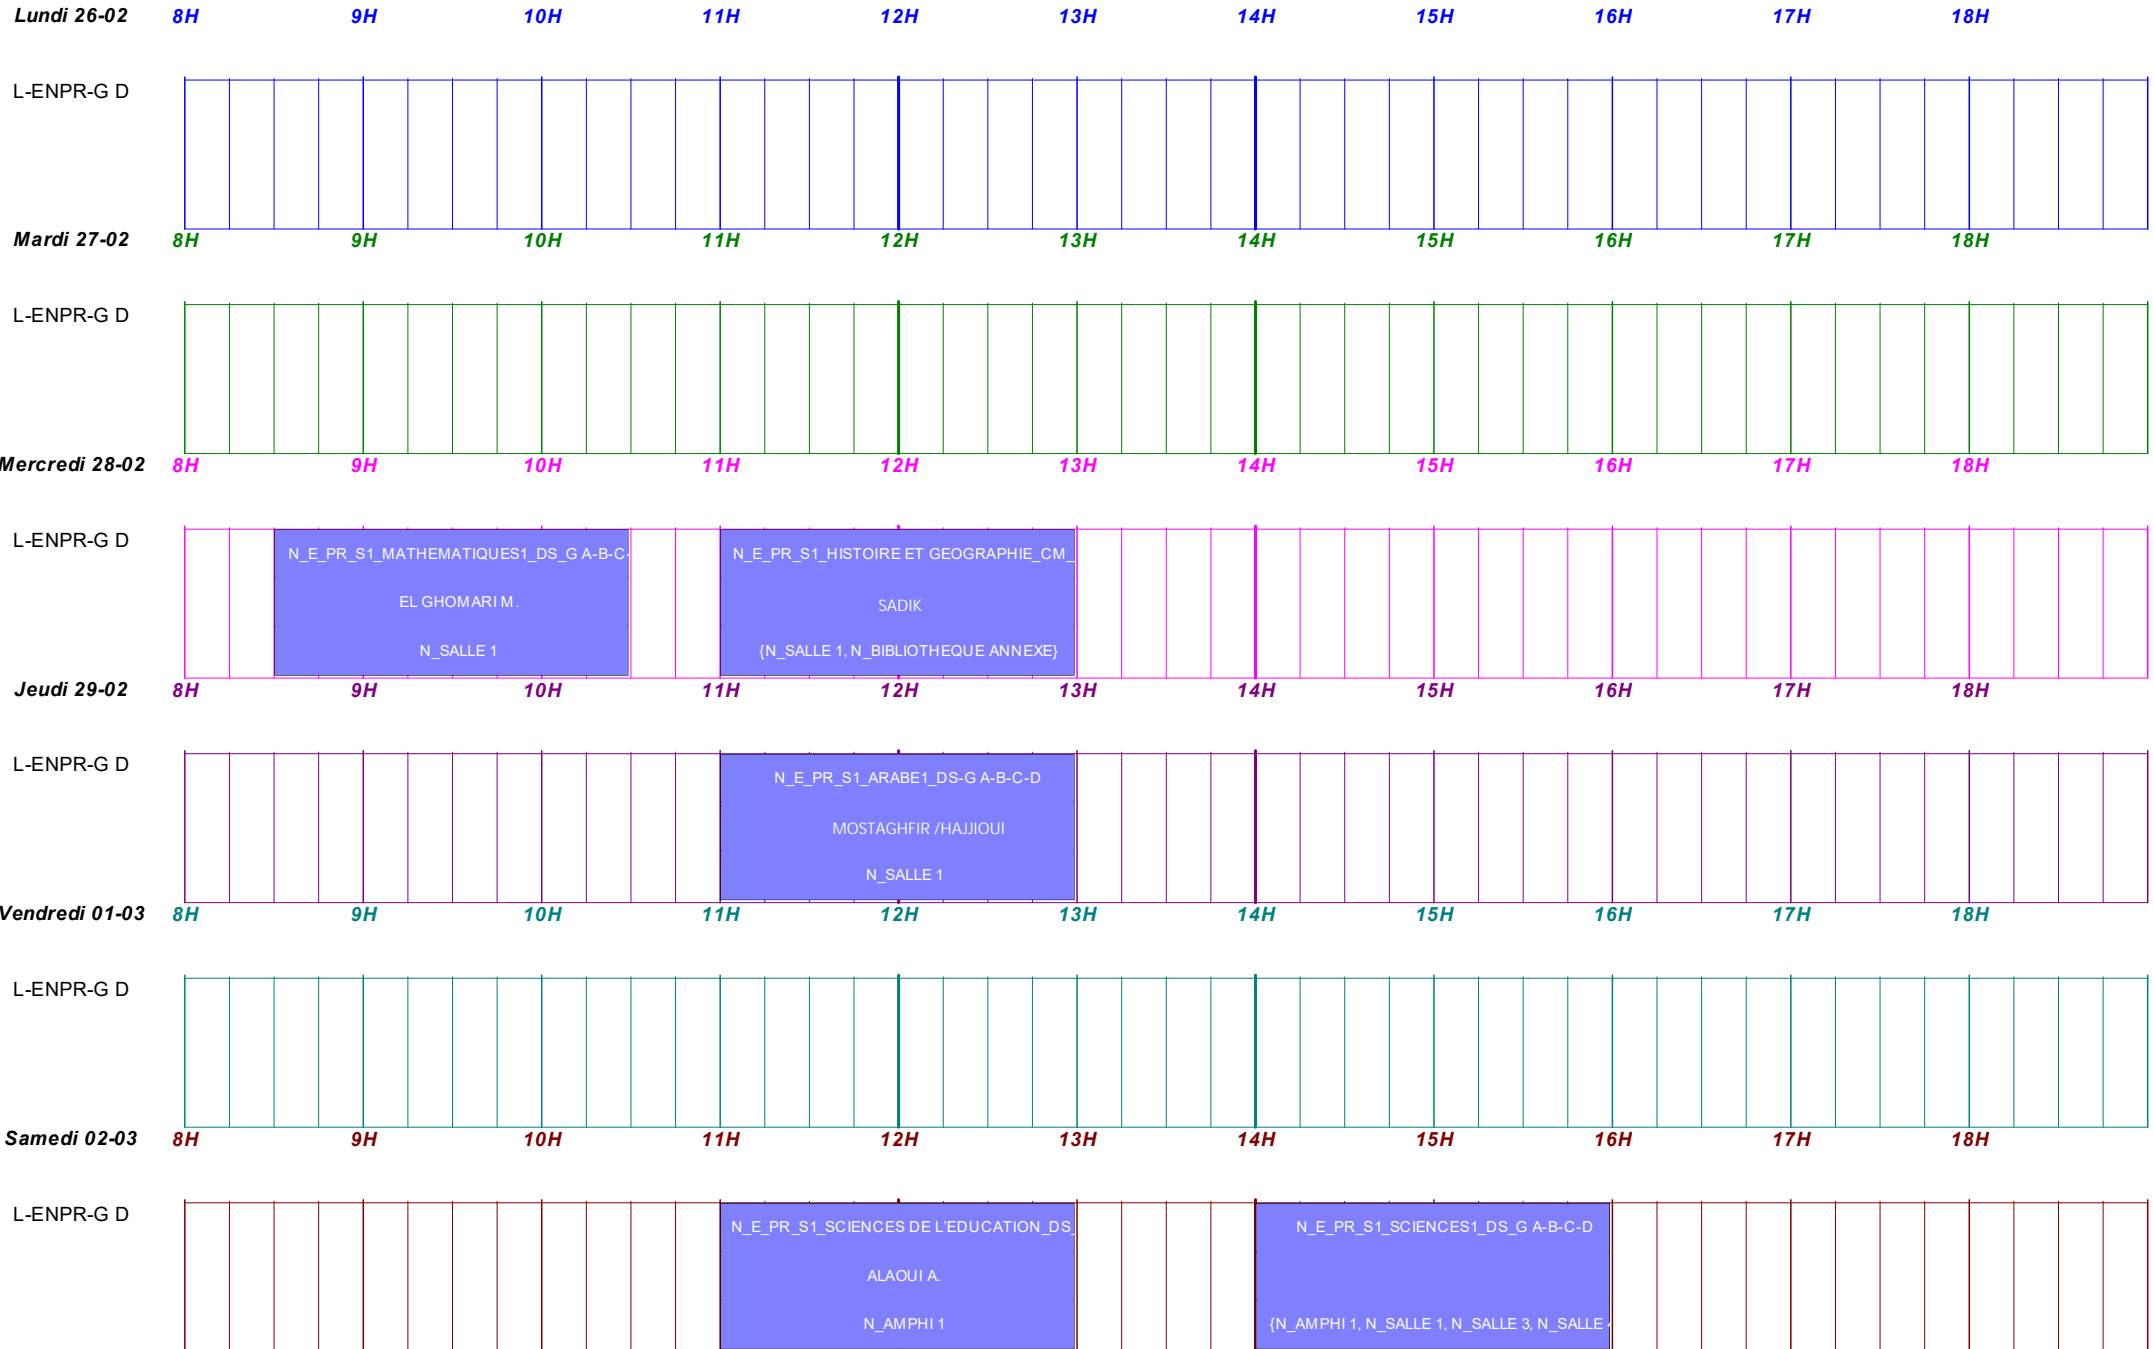 Lundi 26-02 8H 9H 10H 11H 12H 13H 14H 15H 16H 17H 18H
L-ENPR-G D
Mardi 27-02 8H 9H 10H 11H 12H 13H 14H 15H 16H 17H 18H
L-ENPR-G D
Mercredi 28-02 8H 9H 10H 11H 12H 13H 14H 15H 16H 17H 18H
L-ENPR-G D
N_E_PR_S1_MATHEMATIQUES1_DS_G A-B-C-
EL GHOMARI M.
N_SALLE 1
N_E_PR_S1_HISTOIRE ET GEOGRAPHIE_CM_
SADIK
{N_SALLE 1, N_BIBLIOTHEQUE ANNEXE}
Jeudi 29-02 8H 9H 10H 11H 12H 13H 14H 15H 16H 17H 18H
L-ENPR-G D
N_E_PR_S1_ARABE1_DS-G A-B-C-D
MOSTAGHFIR /HAJJIOUI
N_SALLE 1
Vendredi 01-03 8H 9H 10H 11H 12H 13H 14H 15H 16H 17H 18H
L-ENPR-G D
Samedi 02-03 8H 9H 10H 11H 12H 13H 14H 15H 16H 17H 18H
L-ENPR-G D
N_E_PR_S1_SCIENCES DE L'EDUCATION_DS_
ALAOUI A.
N_AMPHI 1
N_E_PR_S1_SCIENCES1_DS_G A-B-C-D
{N_AMPHI 1, N_SALLE 1, N_SALLE 3, N_SALLE